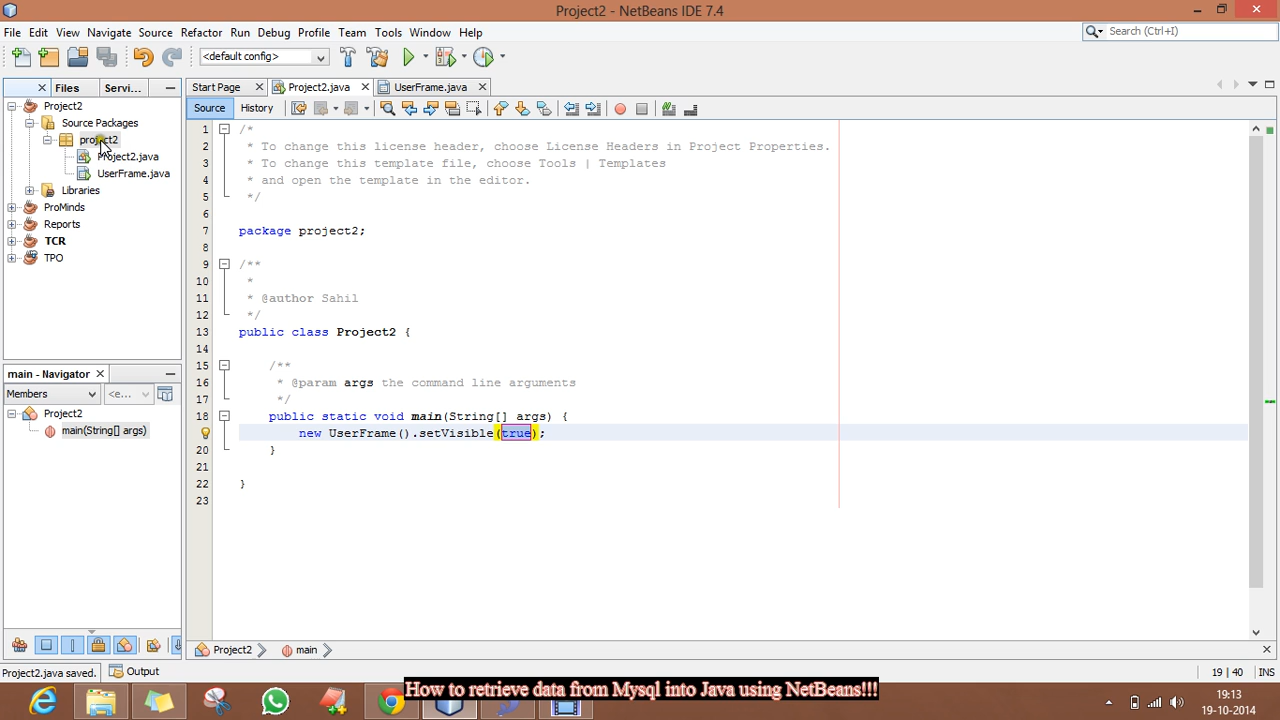 Project2 - NetBeans IDE 7.4
File Edit View Navigate Source Refactor Run Debug Profile Team Tools Window Help
Search (Ctrl+I)
<default config>
Files Servi...
Start Page Project2.java UserFrame.java
Source History
Project2
Source Packages
project2
Project2.java
UserFrame.java
Libraries
ProMinds
Reports
TCR
TPO
main - Navigator
Members <e...
Project2
main(String[] args)
1 /*
2 * To change this license header, choose License Headers in Project Properties.
3 * To change this template file, choose Tools | Templates
4 * and open the template in the editor.
5 */
6
7 package project2;
8
9 /**
10 *
11 * @author Sahil
12 */
13 public class Project2 {
14
15 /**
16 * @param args the command line arguments
17 */
18 public static void main(String[] args) {
new UserFrame().setVisible(true);
20 }
21
22 }
23
Project2 main
Project2.java saved. Output
19 | 40 INS
How to retrieve data from Mysql into Java using NetBeans!!!
19:13
19-10-2014